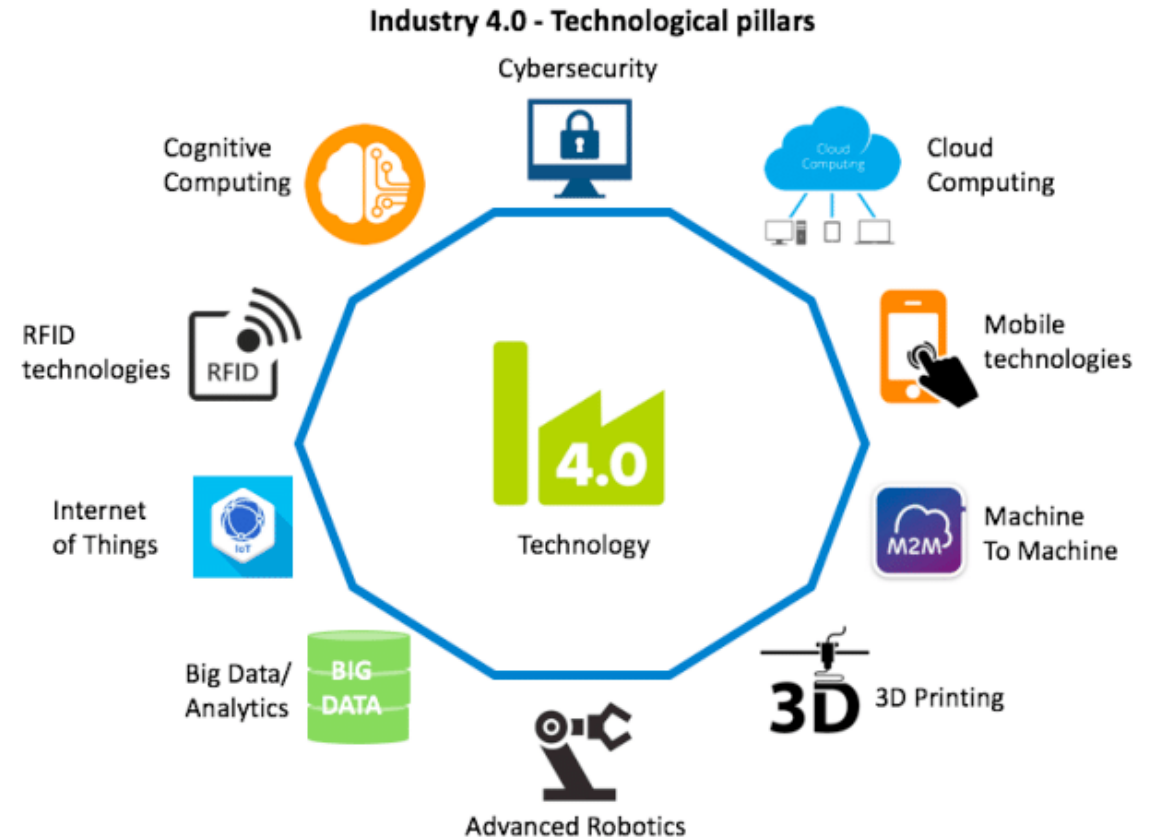 Industry 4.0 - Technological pillars
Cybersecurity
Cognitive
Computing
Cloud
Computing
Cloud
Computing
RFID
technologies
RFID
Mobile
technologies
4.0
Technology
Internet
of Things
IoT
M2M
Machine
To Machine
Big Data/
Analytics
BIG
DATA
3D
3D Printing
Advanced Robotics